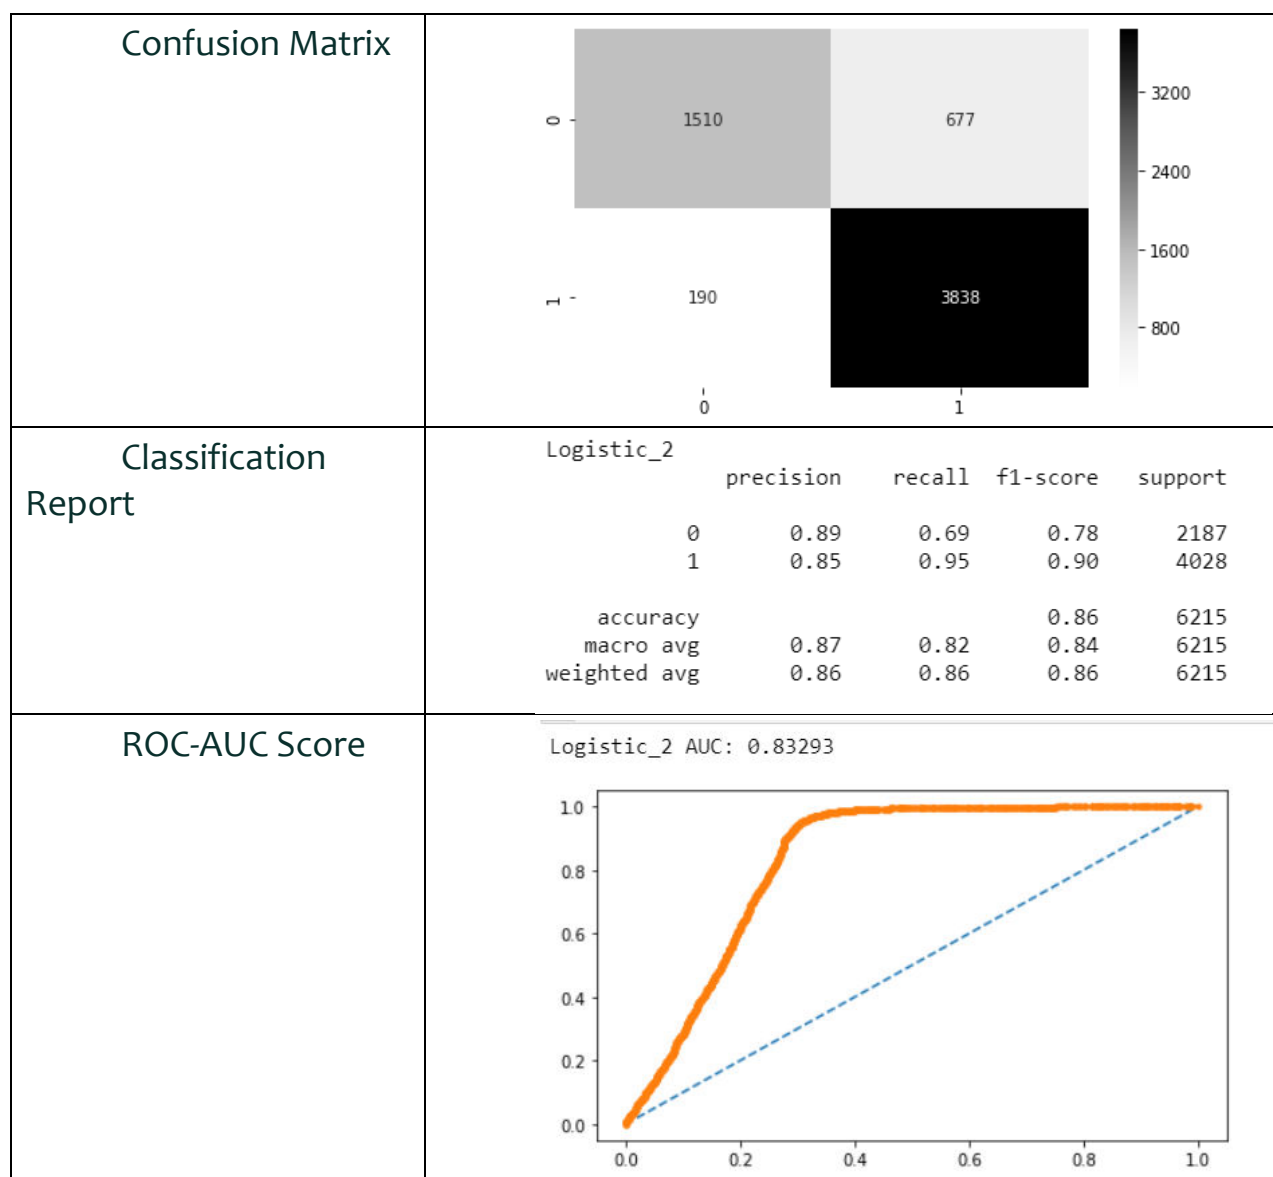 Confusion Matrix
0
1510
677
1
190
3838
0
1
3200
2400
1600
800
Classification
Report
Logistic_2
precision recall f1-score support
0 0.89 0.69 0.78 2187
1 0.85 0.95 0.90 4028
accuracy 0.86 6215
macro avg 0.87 0.82 0.84 6215
weighted avg 0.86 0.86 0.86 6215
ROC-AUC Score
Logistic_2 AUC: 0.83293
1.0
0.8
0.6
0.4
0.2
0.0
0.0 0.2 0.4 0.6 0.8 1.0